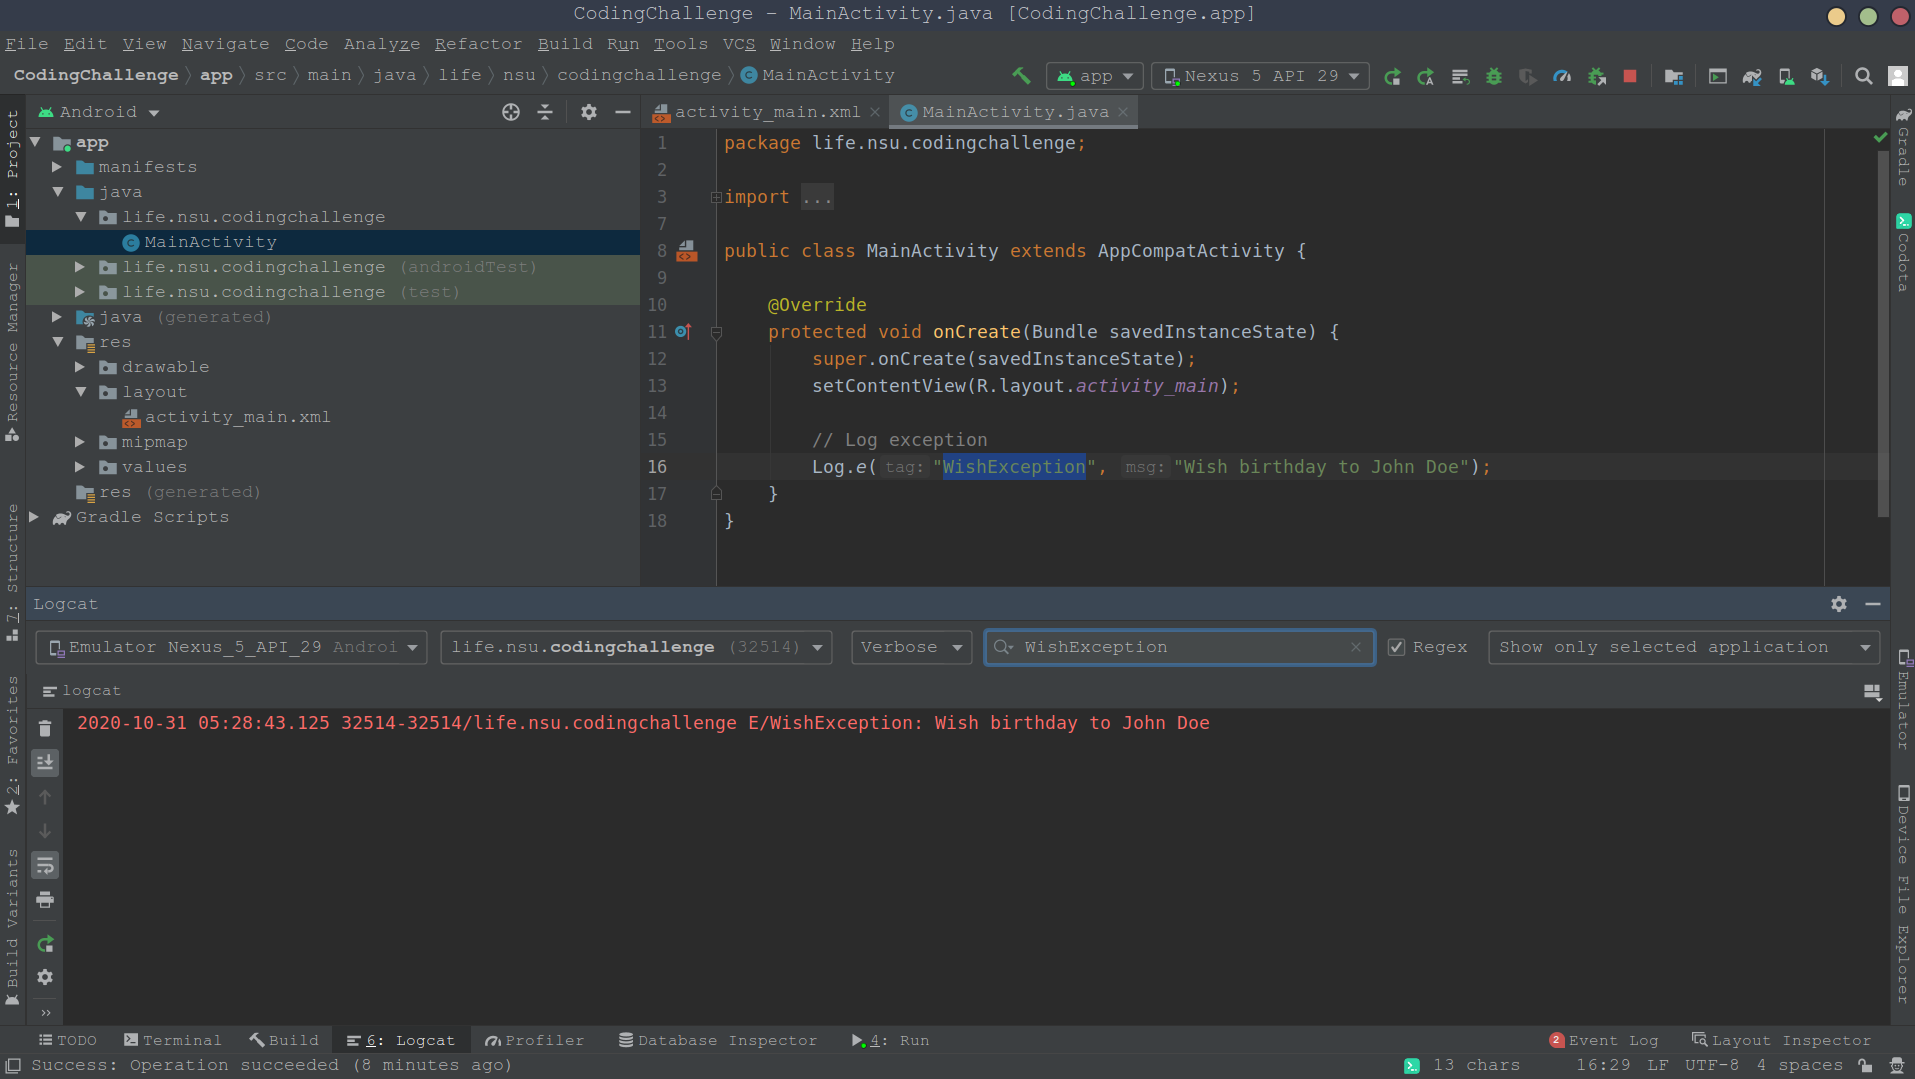 CodingChallenge – MainActivity.java [CodingChallenge.app]
File Edit View Navigate Code Analyze Refactor Build Run Tools VCS Window Help
CodingChallenge app src main java life nsu codingchallenge MainActivity
app
Nexus 5 API 29
Android
activity_main.xml
MainActivity.java
app
manifests
java
life.nsu.codingchallenge
MainActivity
life.nsu.codingchallenge (androidTest)
life.nsu.codingchallenge (test)
java (generated)
res
drawable
layout
activity_main.xml
mipmap
values
res (generated)
Gradle Scripts
1: Project
Resource Manager
7: Structure
2: Favorites
Build Variants
1 package life.nsu.codingchallenge;
2
3 import ...
7
8 public class MainActivity extends AppCompatActivity {
9
10 @Override
11 protected void onCreate(Bundle savedInstanceState) {
12 super.onCreate(savedInstanceState);
13 setContentView(R.layout.activity_main);
14
15 // Log exception
16 Log.e( tag: "WishException", msg: "Wish birthday to John Doe");
17 }
18 }
Gradle
Codota
Emulator
Device File Explorer
Logcat
Emulator Nexus_5_API_29 Androi
life.nsu.codingchallenge (32514)
Verbose
WishException
Regex
Show only selected application
logcat
2020-10-31 05:28:43.125 32514-32514/life.nsu.codingchallenge E/WishException: Wish birthday to John Doe
TODO Terminal Build 6: Logcat Profiler Database Inspector 4: Run
2 Event Log Layout Inspector
Success: Operation succeeded (8 minutes ago)
13 chars 16:29 LF UTF-8 4 spaces